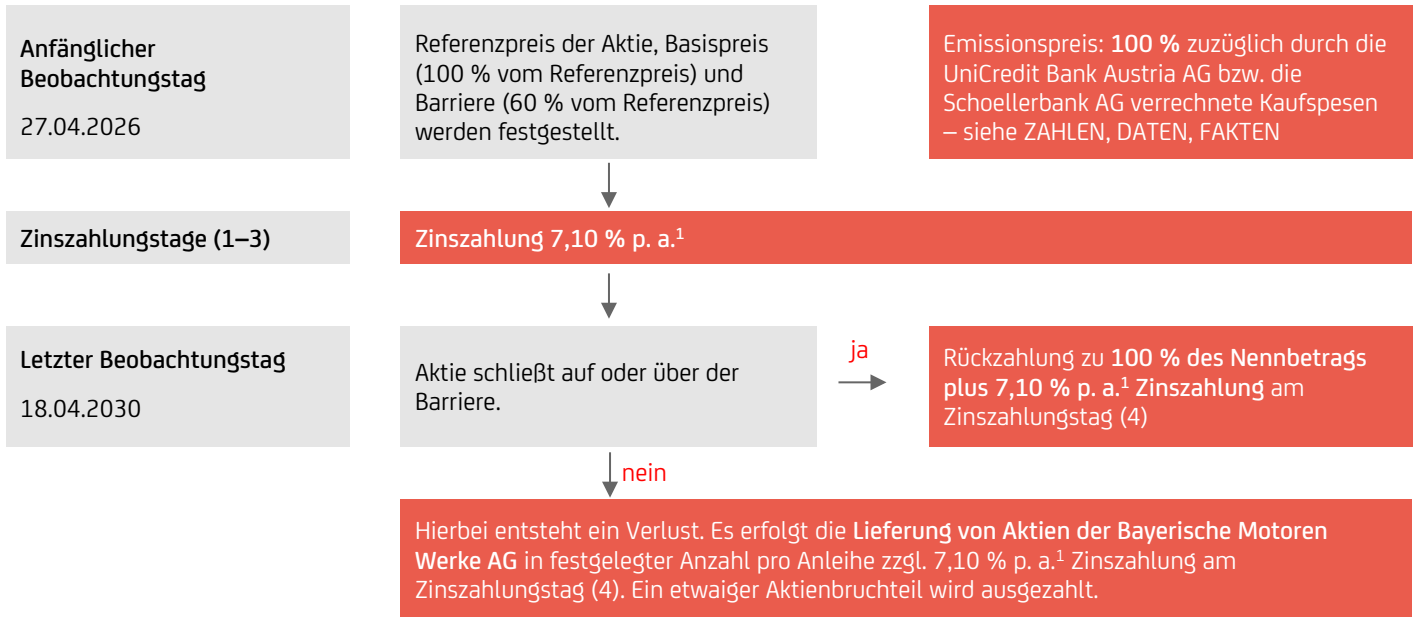 Anfänglicher
Beobachtungstag
27.04.2026
Referenzpreis der Aktie, Basispreis
(100 % vom Referenzpreis) und
Barriere (60 % vom Referenzpreis)
werden festgestellt.
Emissionspreis: 100 % zuzüglich durch die
UniCredit Bank Austria AG bzw. die
Schoellerbank AG verrechnete Kaufspesen
– siehe ZAHLEN, DATEN, FAKTEN
Zinszahlungstage (1–3)
Zinszahlung 7,10 % p. a.¹
Letzter Beobachtungstag
18.04.2030
Aktie schließt auf oder über der
Barriere.
ja
Rückzahlung zu 100 % des Nennbetrags
plus 7,10 % p. a.¹ Zinszahlung am
Zinszahlungstag (4)
nein
Hierbei entsteht ein Verlust. Es erfolgt die Lieferung von Aktien der Bayerische Motoren
Werke AG in festgelegter Anzahl pro Anleihe zzgl. 7,10 % p. a.¹ Zinszahlung am
Zinszahlungstag (4). Ein etwaiger Aktienbruchteil wird ausgezahlt.